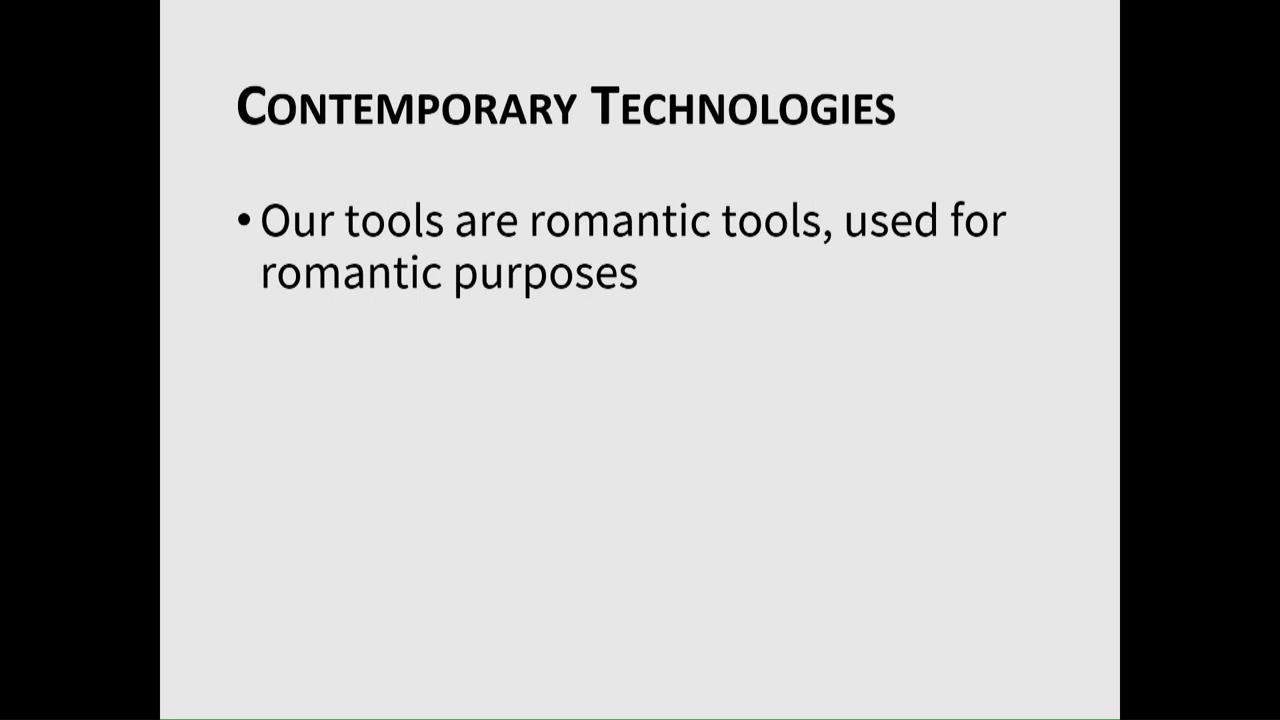 Contemporary Technologies
• Our tools are romantic tools, used for
romantic purposes